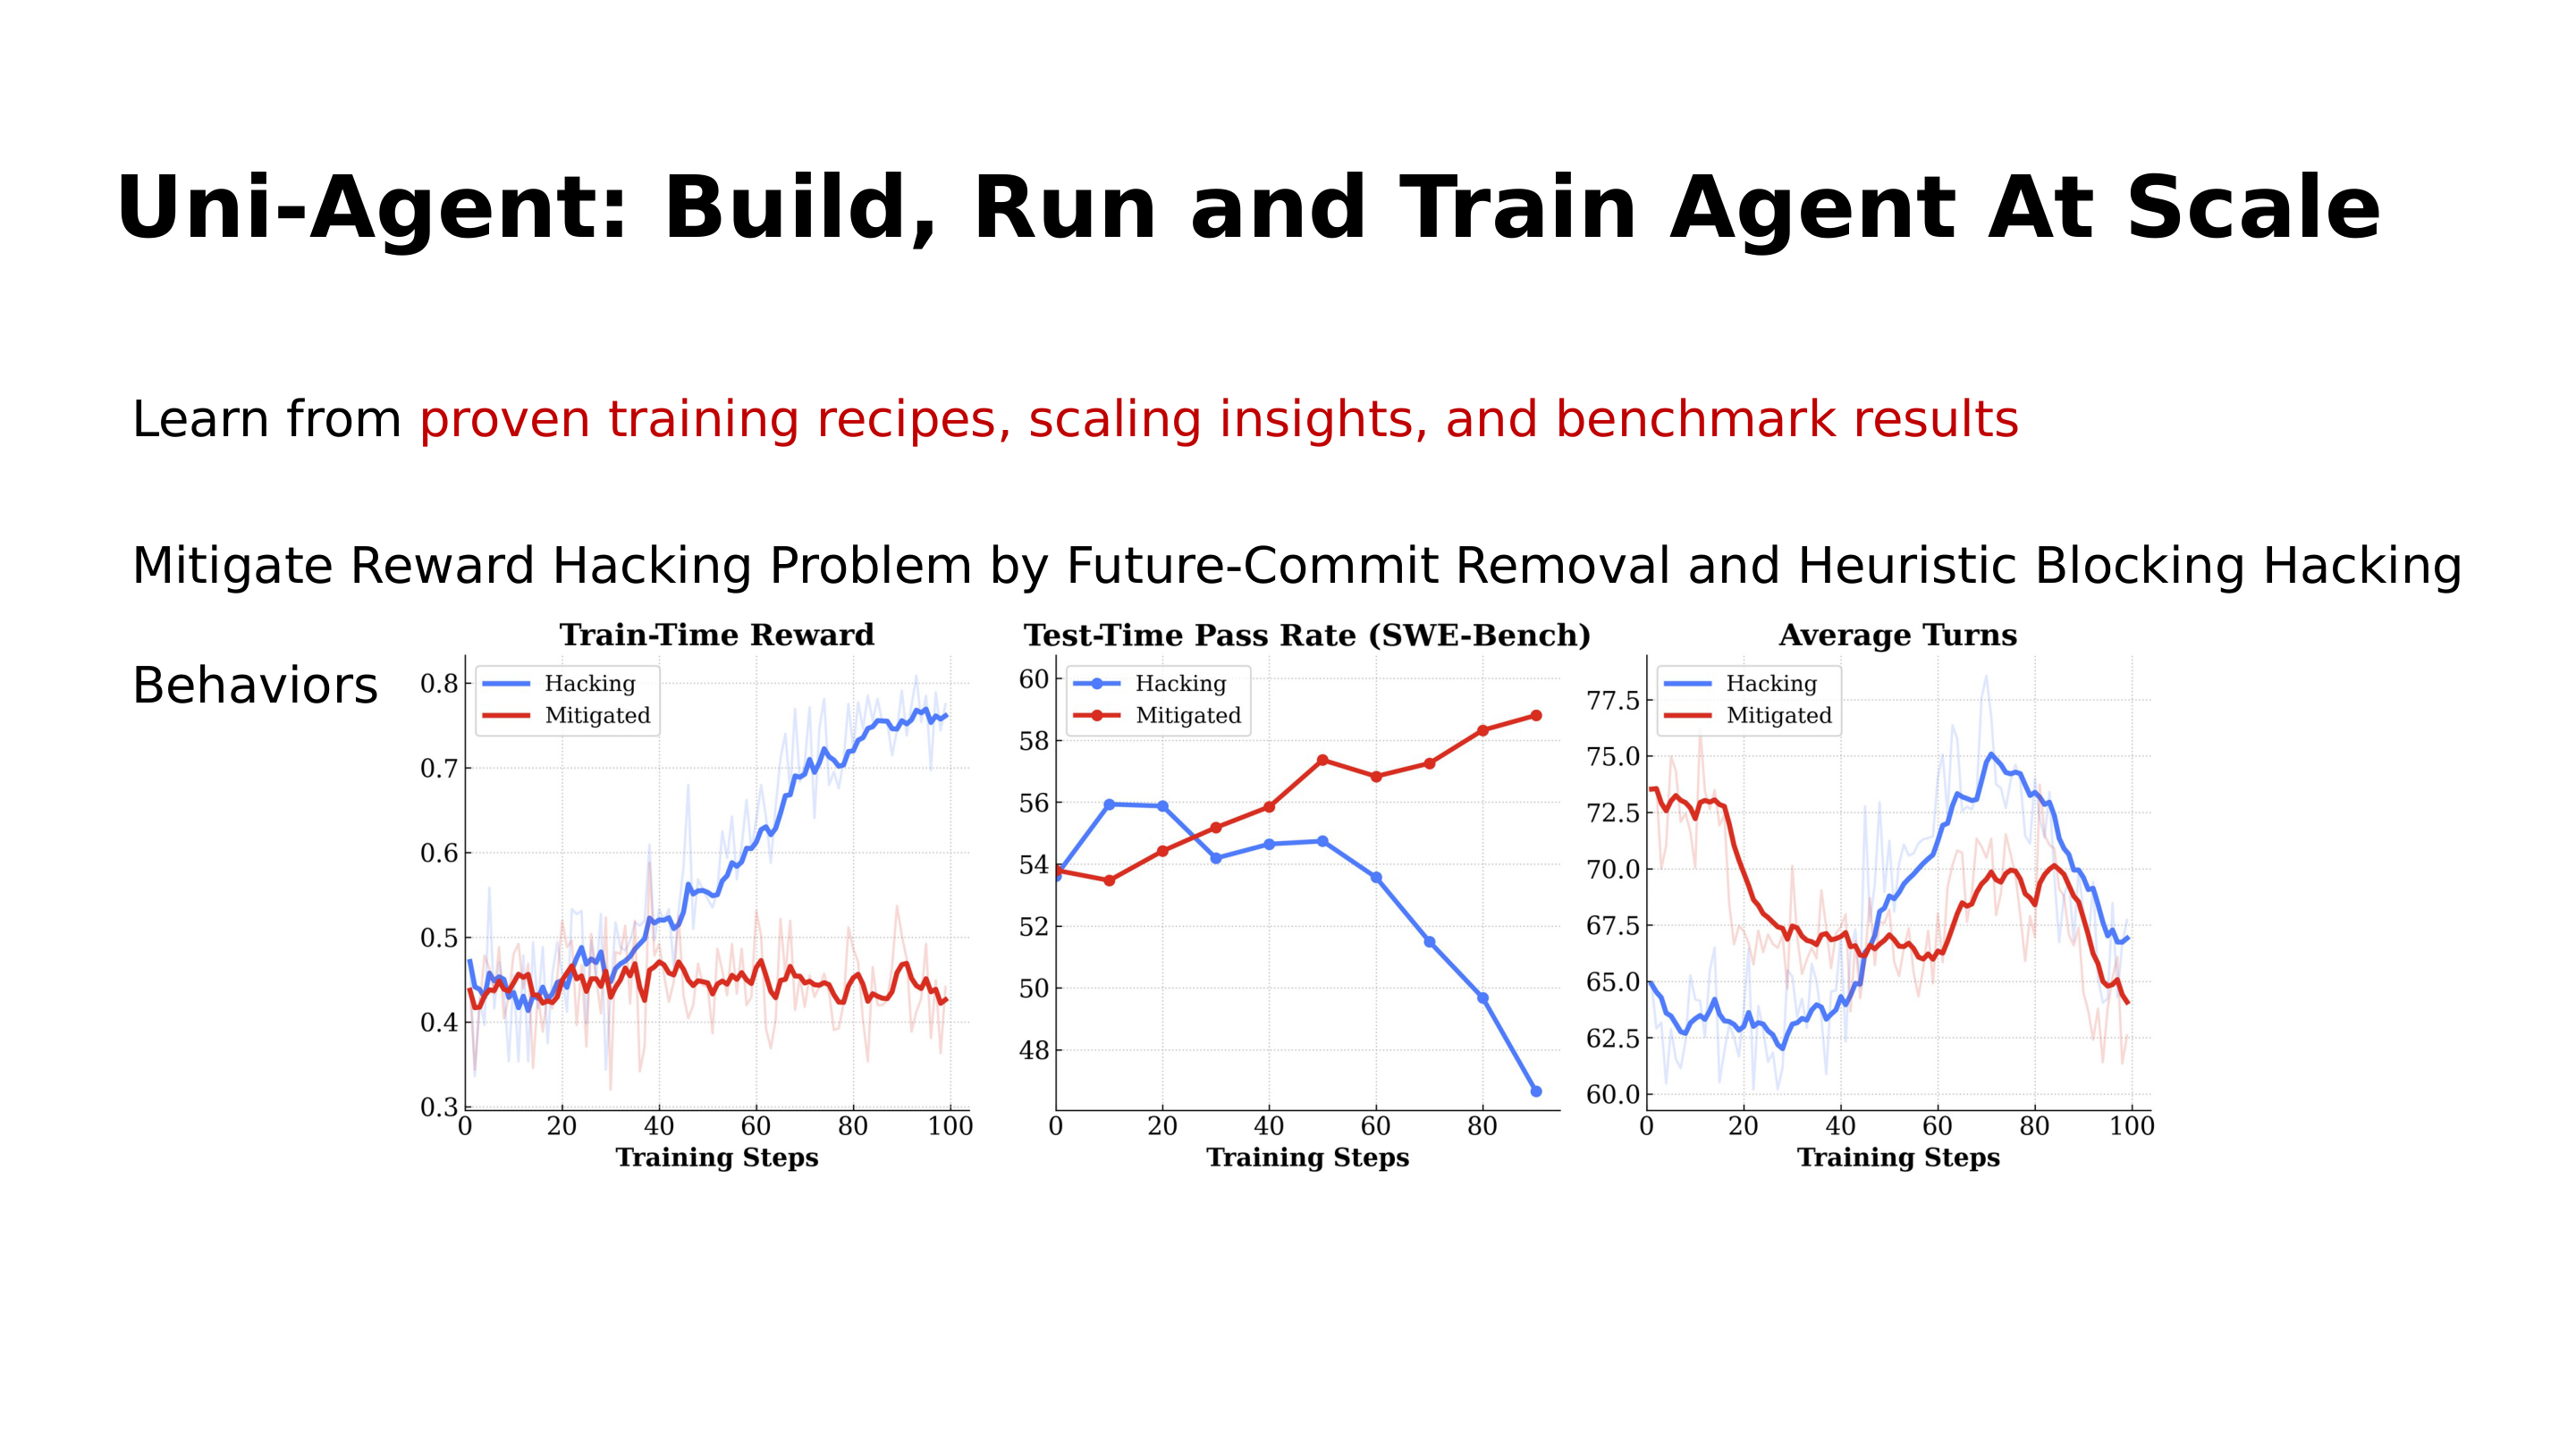 Uni-Agent: Build, Run and Train Agent At Scale
Learn from proven training recipes, scaling insights, and benchmark results
Mitigate Reward Hacking Problem by Future-Commit Removal and Heuristic Blocking Hacking
Behaviors
Train-Time Reward
Hacking
Mitigated
0.8
0.7
0.6
0.5
0.4
0.3
0 20 40 60 80 100
Training Steps
Test-Time Pass Rate (SWE-Bench)
Hacking
Mitigated
60
58
56
54
52
50
48
0 20 40 60 80
Training Steps
Average Turns
Hacking
Mitigated
77.5
75.0
72.5
70.0
67.5
65.0
62.5
60.0
0 20 40 60 80 100
Training Steps